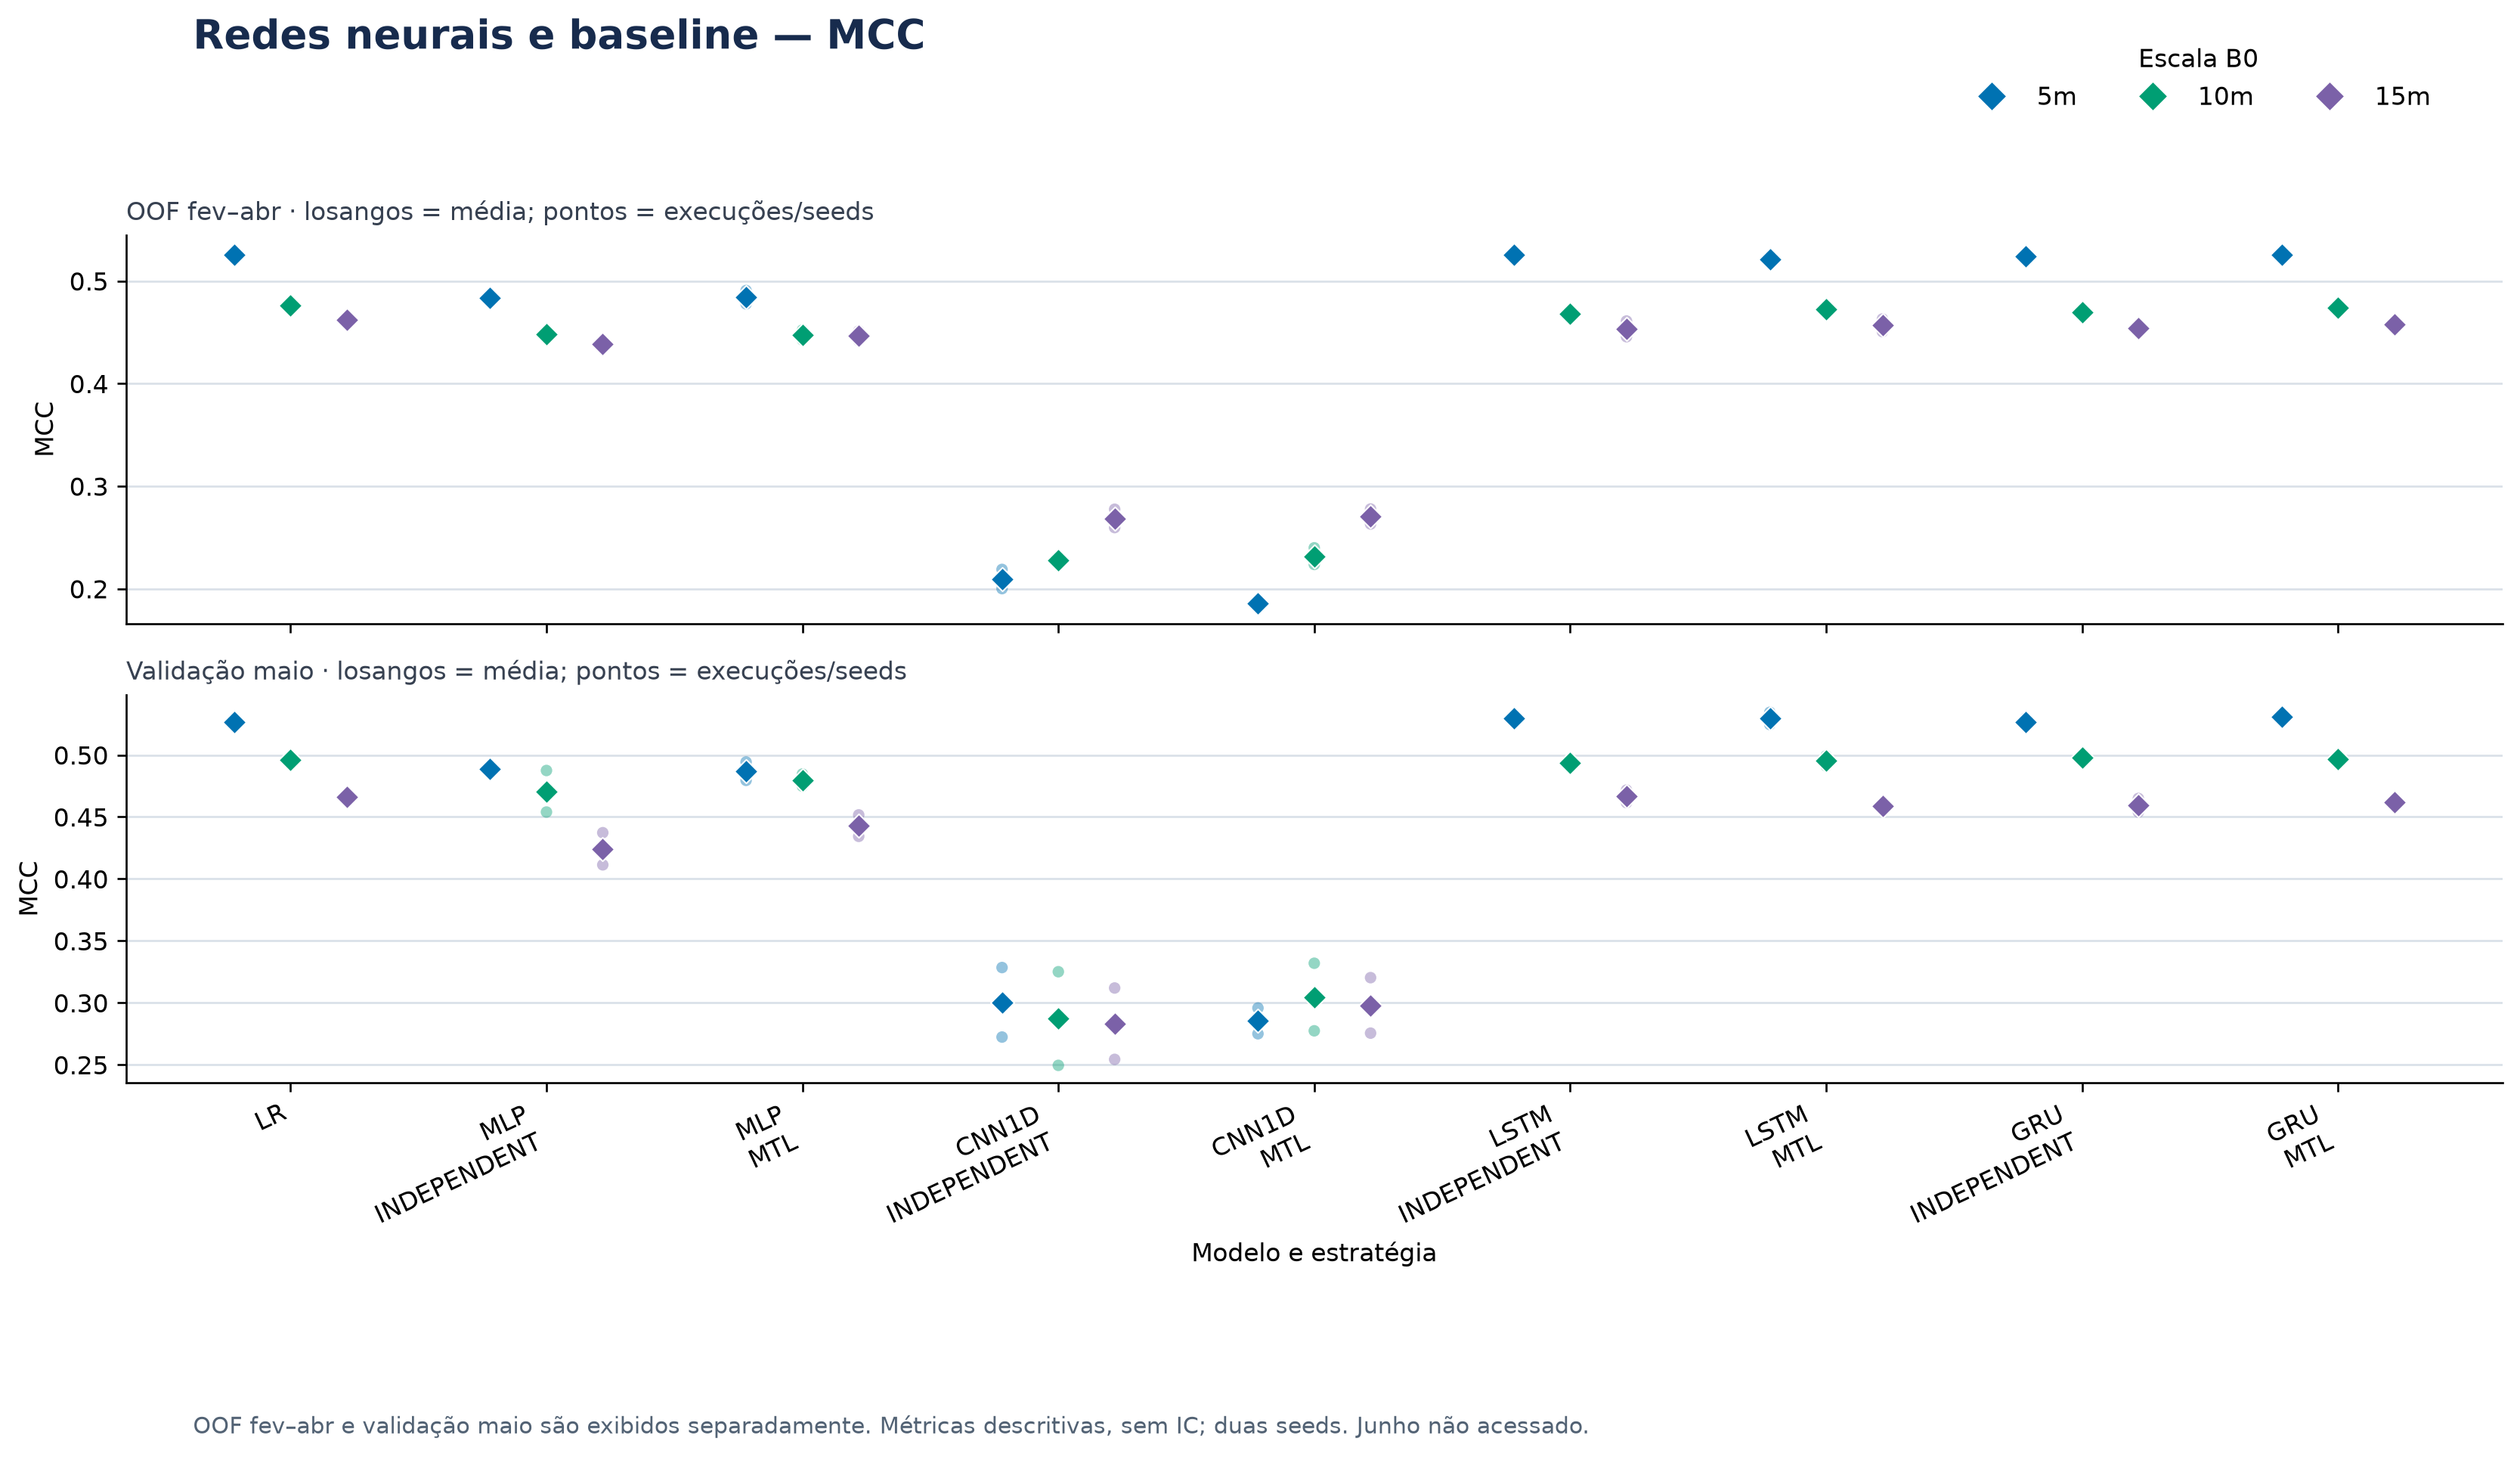 Redes neurais e baseline — MCC
Escala B0
5m
10m
15m
OOF fev–abr · losangos = média; pontos = execuções/seeds
MCC
0.5
0.4
0.3
0.2
Validação maio · losangos = média; pontos = execuções/seeds
MCC
0.50
0.45
0.40
0.35
0.30
0.25
LR
MLP
INDEPENDENT
MLP
MTL
CNN1D
INDEPENDENT
CNN1D
MTL
LSTM
INDEPENDENT
LSTM
MTL
GRU
INDEPENDENT
GRU
MTL
Modelo e estratégia
OOF fev–abr e validação maio são exibidos separadamente. Métricas descritivas, sem IC; duas seeds. Junho não acessado.